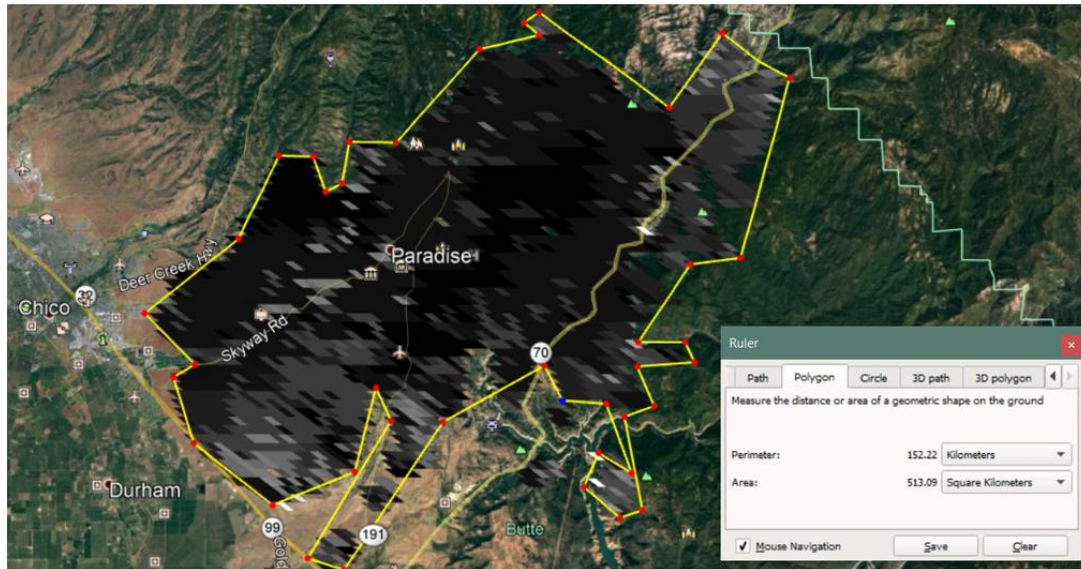 Deer Creek Hwy
Paradise
32
Chico
Skyway Rd
70
Durham
99
191
Gold
Butte
Ruler
Path
Polygon
Circle
3D path
3D polygon
Measure the distance or area of a geometric shape on the ground
Perimeter:
152.22
Kilometers
Area:
513.09
Square Kilometers
Mouse Navigation
Save
Clear